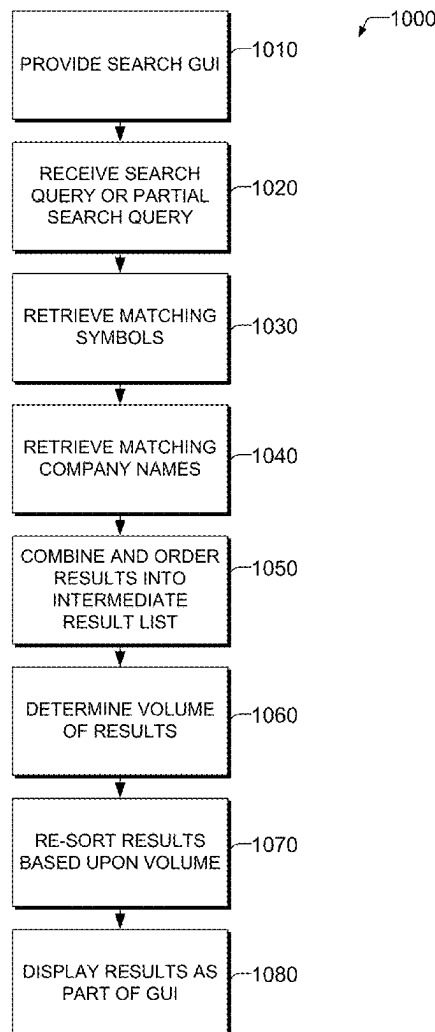 1000
PROVIDE SEARCH GUI
1010
RECEIVE SEARCH
QUERY OR PARTIAL
SEARCH QUERY
1020
RETRIEVE MATCHING
SYMBOLS
1030
RETRIEVE MATCHING
COMPANY NAMES
1040
COMBINE AND ORDER
RESULTS INTO
INTERMEDIATE
RESULT LIST
1050
DETERMINE VOLUME
OF RESULTS
1060
RE-SORT RESULTS
BASED UPON VOLUME
1070
DISPLAY RESULTS AS
PART OF GUI
1080